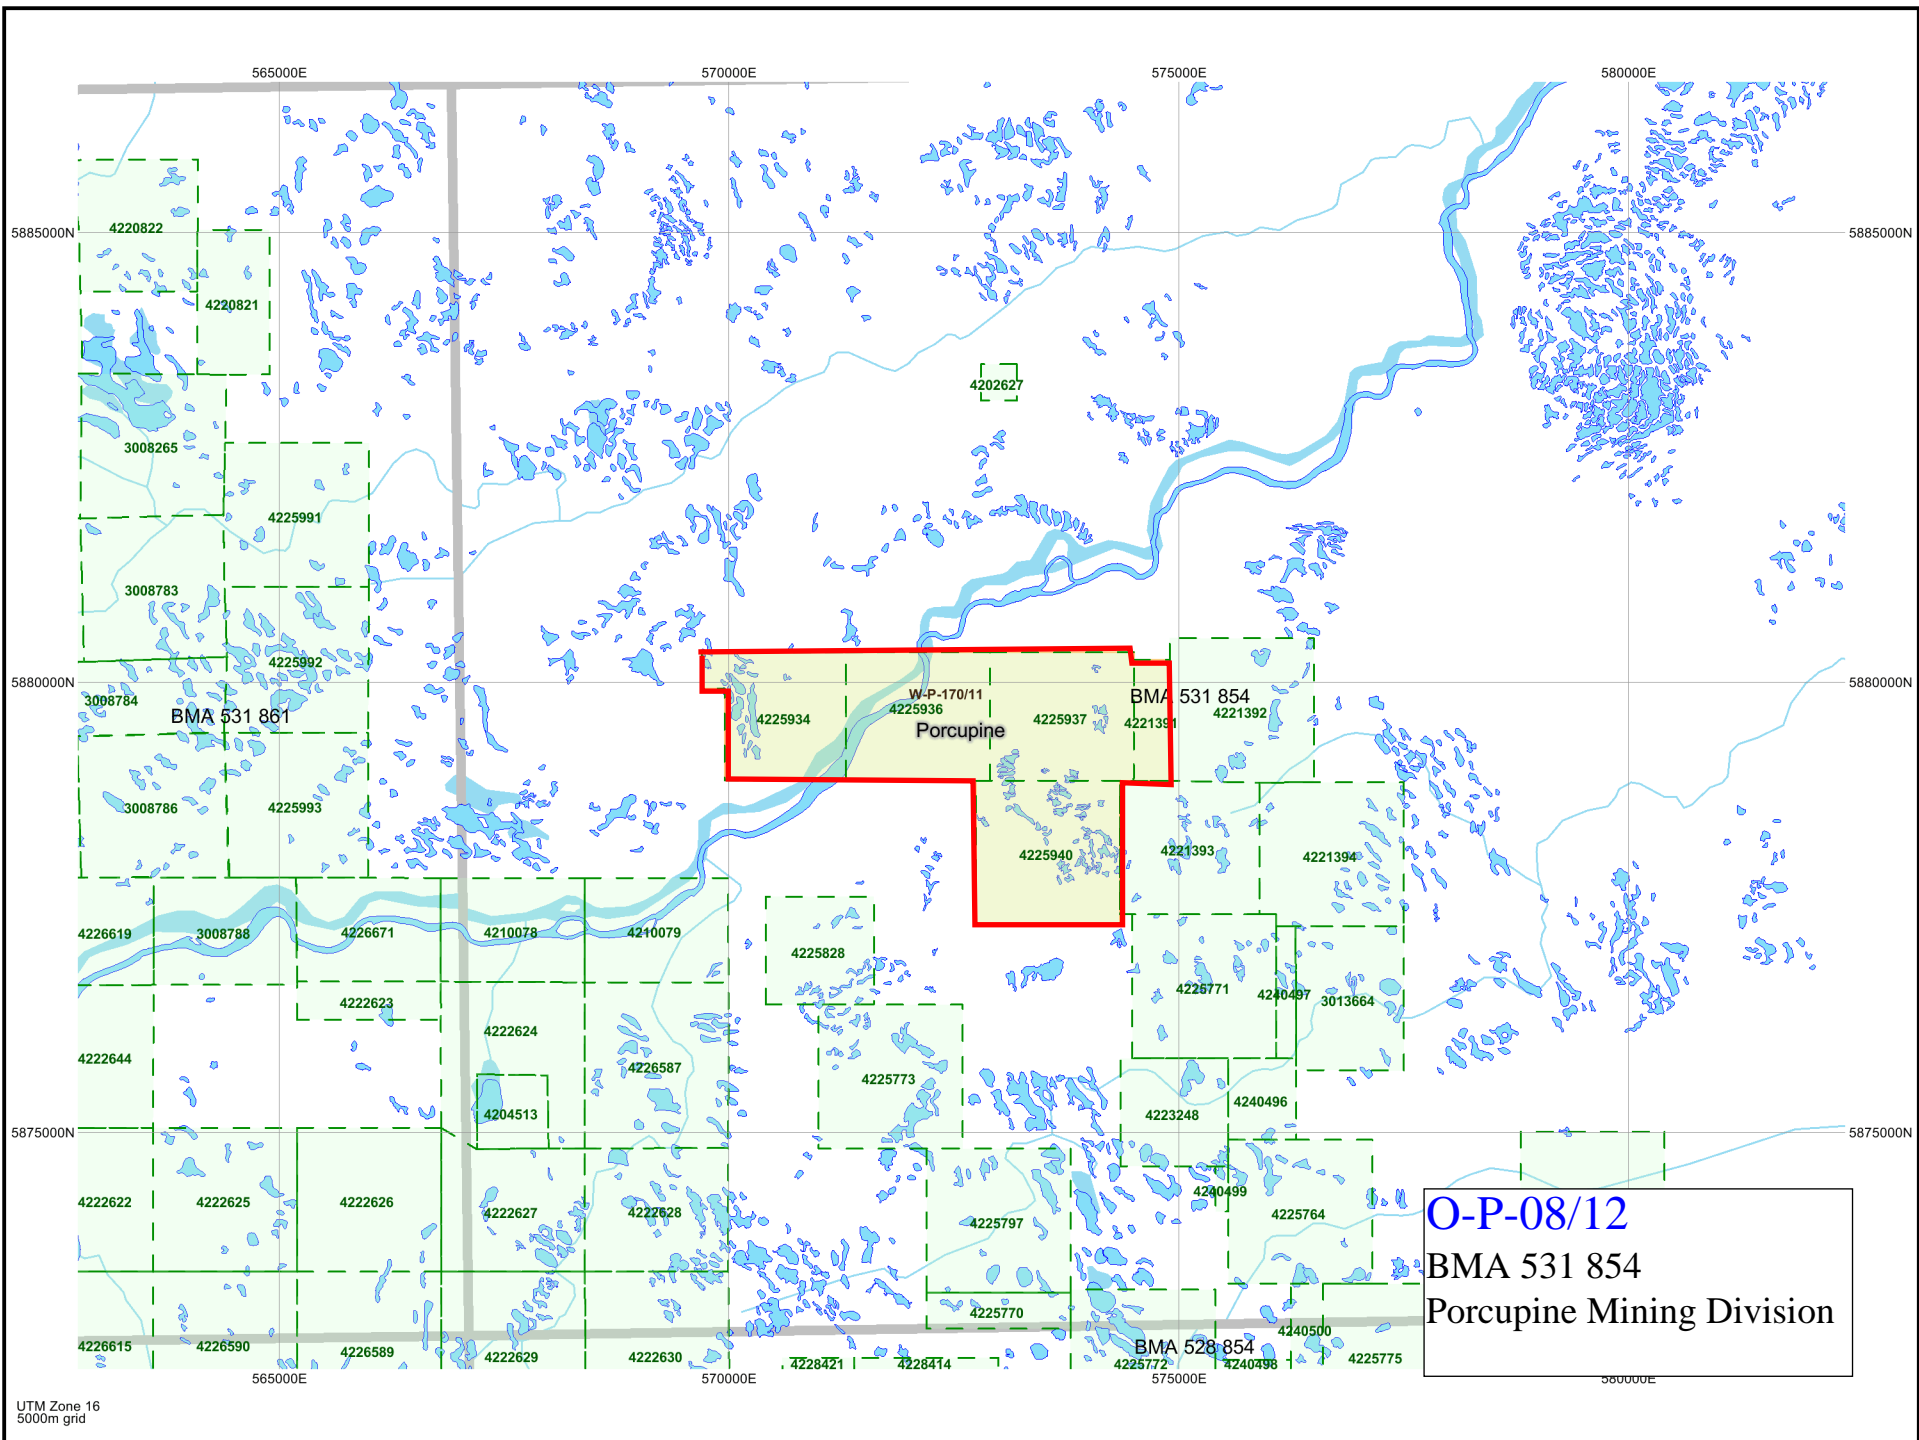 565000E
570000E
575000E
580000E
4220822
5885000N
5885000N
4220821
4202627
3008265
4225991
3008783
4225992
5880000N
5880000N
3008784
BMA 531 861
W-P-170/11
BMA 531 854
4225934
4225936
4225937
4221391
4221392
Porcupine
3008786
4225993
4225940
4221393
4221394
4226619
3008788
4226671
4210078
4210079
4225828
4225771
4240497
3013664
4222623
4222624
4222644
4226587
4225773
4204513
4223248
4240496
5875000N
5875000N
4222622
4222625
4222626
4222627
4222628
4225797
4240499
4225764
O-P-08/12
BMA 531 854
Porcupine Mining Division
4225770
4226615
4226590
4226589
4222629
4222630
4228421
4228414
BMA 528 854
4225772
4240498
4240500
4225775
565000E
570000E
575000E
580000E
UTM Zone 16
5000m grid